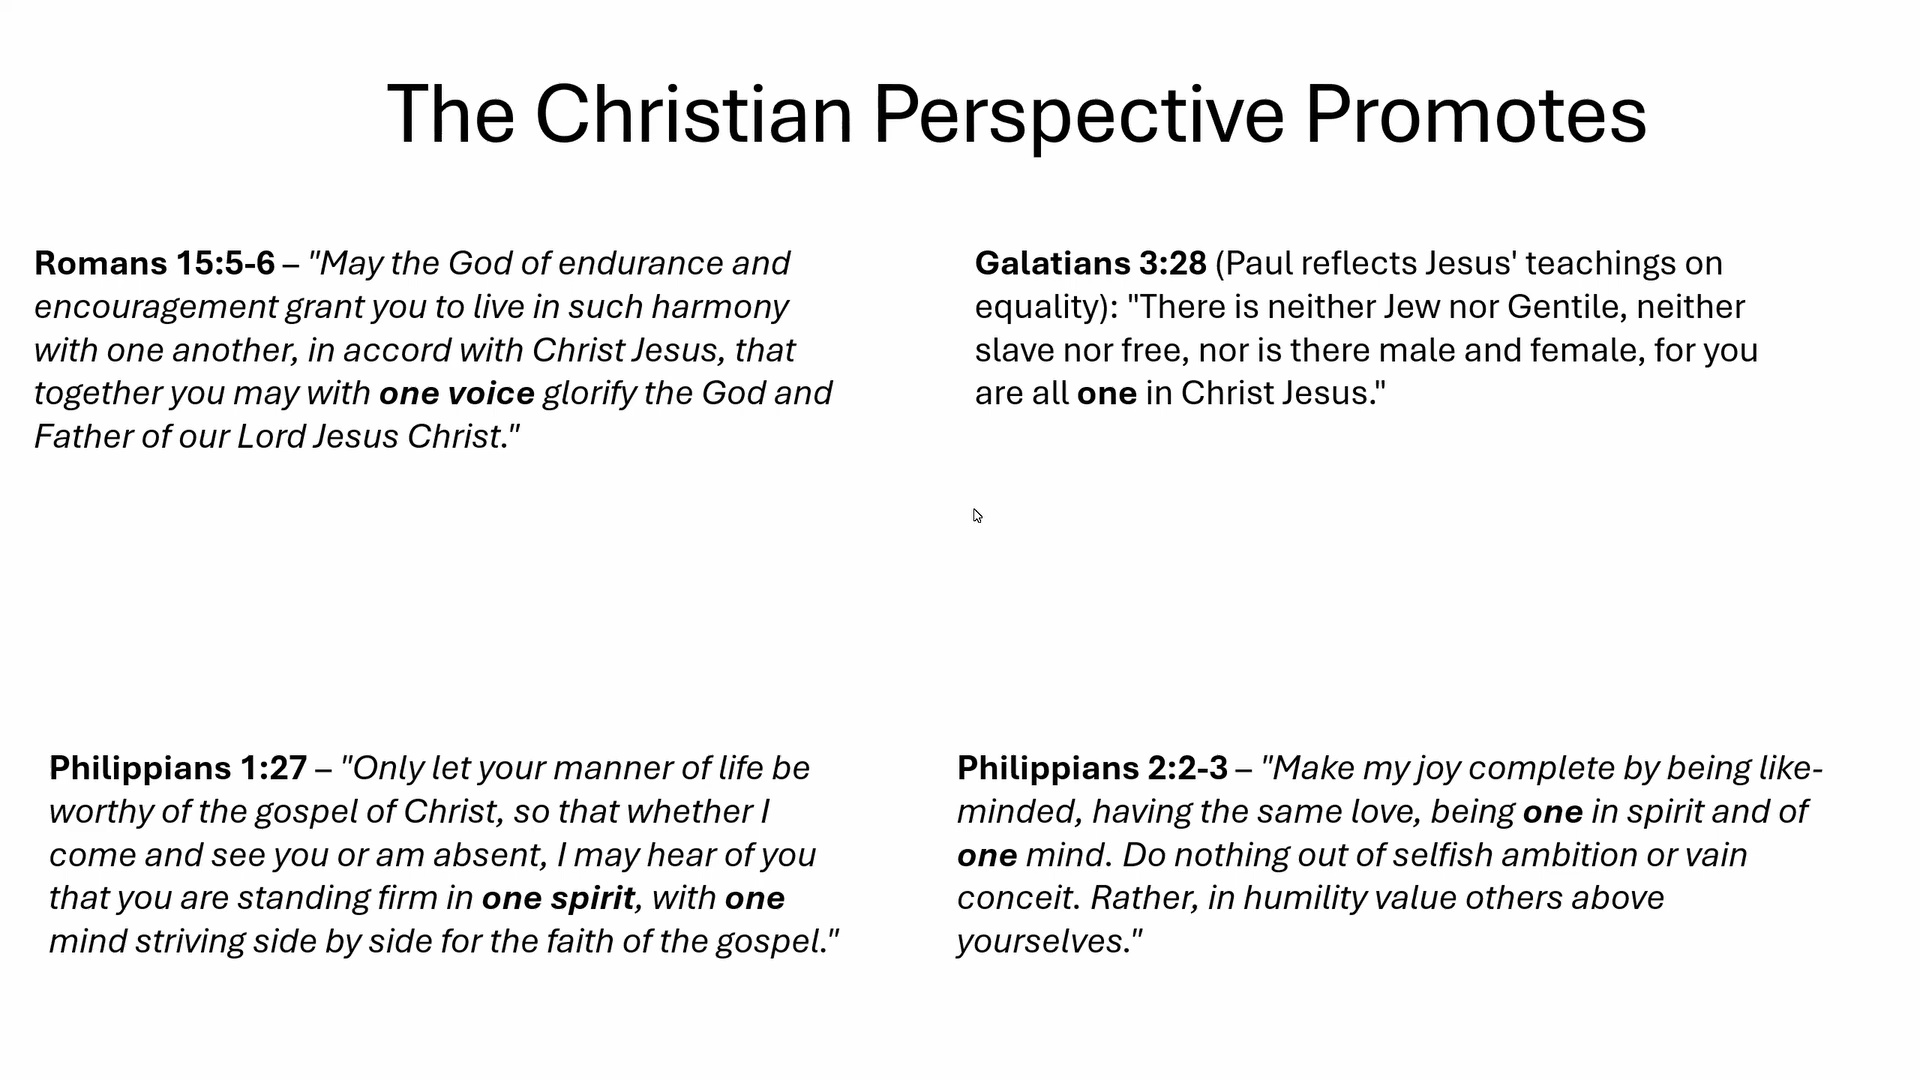 The Christian Perspective Promotes
Romans 15:5-6 – "May the God of endurance and
encouragement grant you to live in such harmony
with one another, in accord with Christ Jesus, that
together you may with one voice glorify the God and
Father of our Lord Jesus Christ."
Galatians 3:28 (Paul reflects Jesus' teachings on
equality): "There is neither Jew nor Gentile, neither
slave nor free, nor is there male and female, for you
are all one in Christ Jesus."
Philippians 1:27 – "Only let your manner of life be
worthy of the gospel of Christ, so that whether I
come and see you or am absent, I may hear of you
that you are standing firm in one spirit, with one
mind striving side by side for the faith of the gospel."
Philippians 2:2-3 – "Make my joy complete by being like-
minded, having the same love, being one in spirit and of
one mind. Do nothing out of selfish ambition or vain
conceit. Rather, in humility value others above
yourselves."